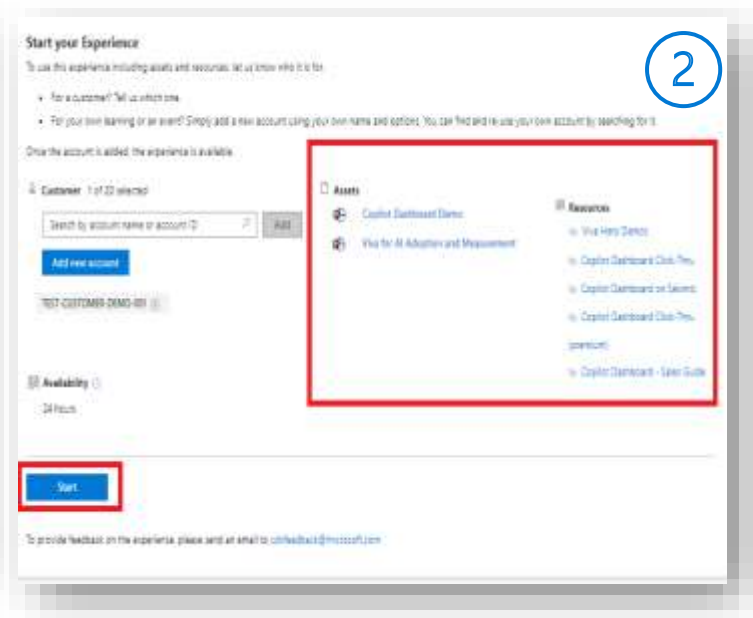 Start your Experience
2
To use this experience including assets and resources, let us know who it is for.
For a customer? Tell us which one.
For your own learning or an event? Simply add a new account using your own name and options. You can find and re-use your own account by searching for it.
Once the account is added, the experience is available.
Customer 1 of 20 selected
Search by account name or account ID
Add
Add new account
TEST-CUSTOMER-DEMO-001
Availability
24 hours
Assets
Copilot Dashboard Demo
Viva for AI Adoption and Measurement
Resources
Viva Hero Demos
Copilot Dashboard Click-Thru
Copilot Dashboard on
Copilot Dashboard Click-Thru
(premium)
Copilot Dashboard - Sales Guide
Start
To provide feedback on the experience, please send an email to